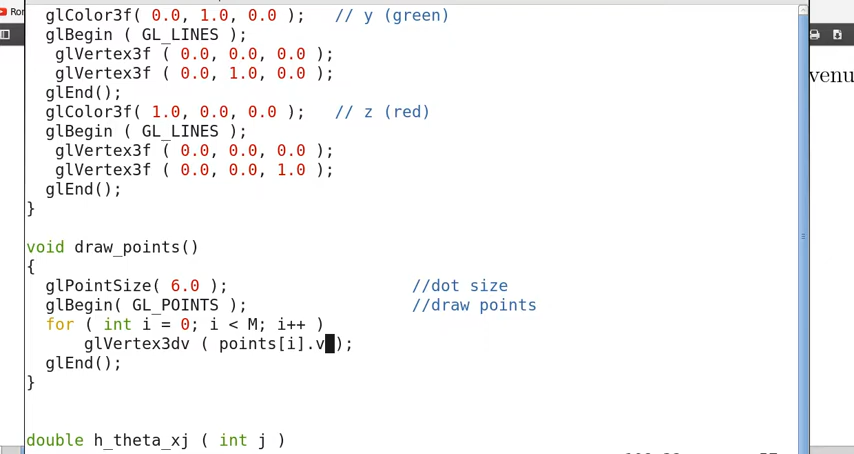 Ron
glColor3f( 0.0, 1.0, 0.0 );   // y (green)
glBegin ( GL_LINES );
glVertex3f ( 0.0, 0.0, 0.0 );
glVertex3f ( 0.0, 1.0, 0.0 );
glEnd();
glColor3f( 1.0, 0.0, 0.0 );   // z (red)
glBegin ( GL_LINES );
glVertex3f ( 0.0, 0.0, 0.0 );
glVertex3f ( 0.0, 0.0, 1.0 );
glEnd();
}
void draw_points()
{
glPointSize( 6.0 );   //dot size
glBegin( GL_POINTS );   //draw points
for ( int i = 0; i < M; i++ )
glVertex3dv ( points[i].v );
glEnd();
}
double h_theta_xj ( int j )
venu